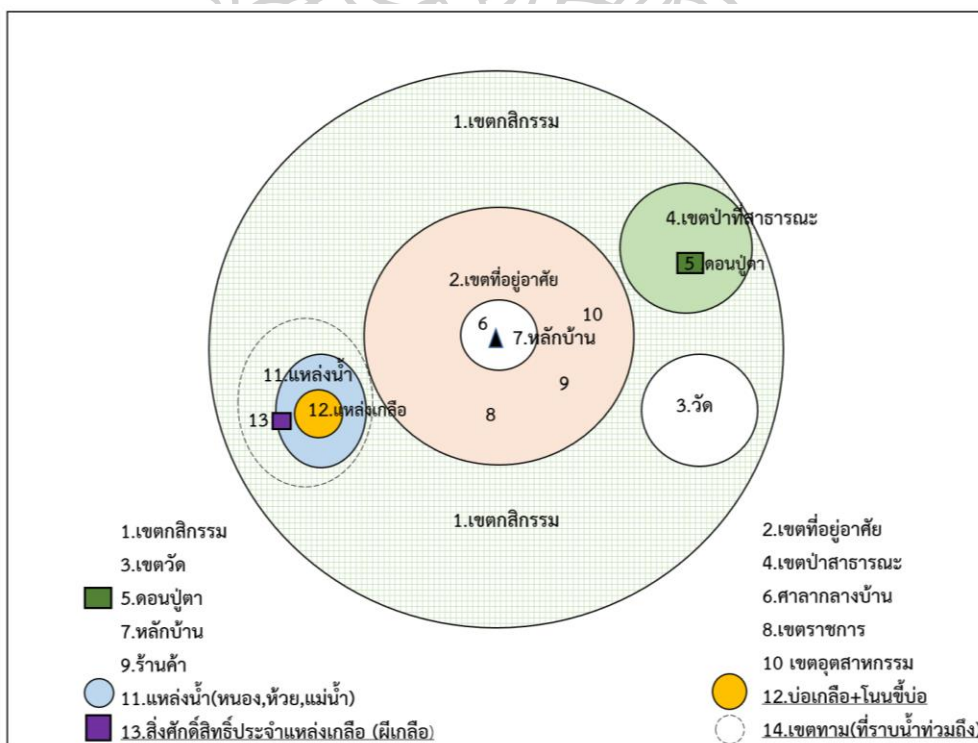 1.เขตกสิกรรม
4.เขตป่าที่สาธารณะ
5 ดอนปู่ตา
2.เขตที่อยู่อาศัย
6
10
7.หลักบ้าน
11.แหล่งน้ำ
9
12.แหล่งเกลือ
13
8
3.วัด
1.เขตกสิกรรม
1.เขตกสิกรรม
3.เขตวัด
5.ดอนปู่ตา
7.หลักบ้าน
9.ร้านค้า
11.แหล่งน้ำ(หนอง,ห้วย,แม่น้ำ)
13.สิ่งศักดิ์สิทธิ์ประจำแหล่งเกลือ (ผีเกลือ)
2.เขตที่อยู่อาศัย
4.เขตป่าสาธารณะ
6.ศาลากลางบ้าน
8.เขตราชการ
10 เขตอุตสาหกรรม
12.บ่อเกลือ+โนนขี้บ่อ
14.เขตทาม(ที่ราบน้ำท่วมถึง)